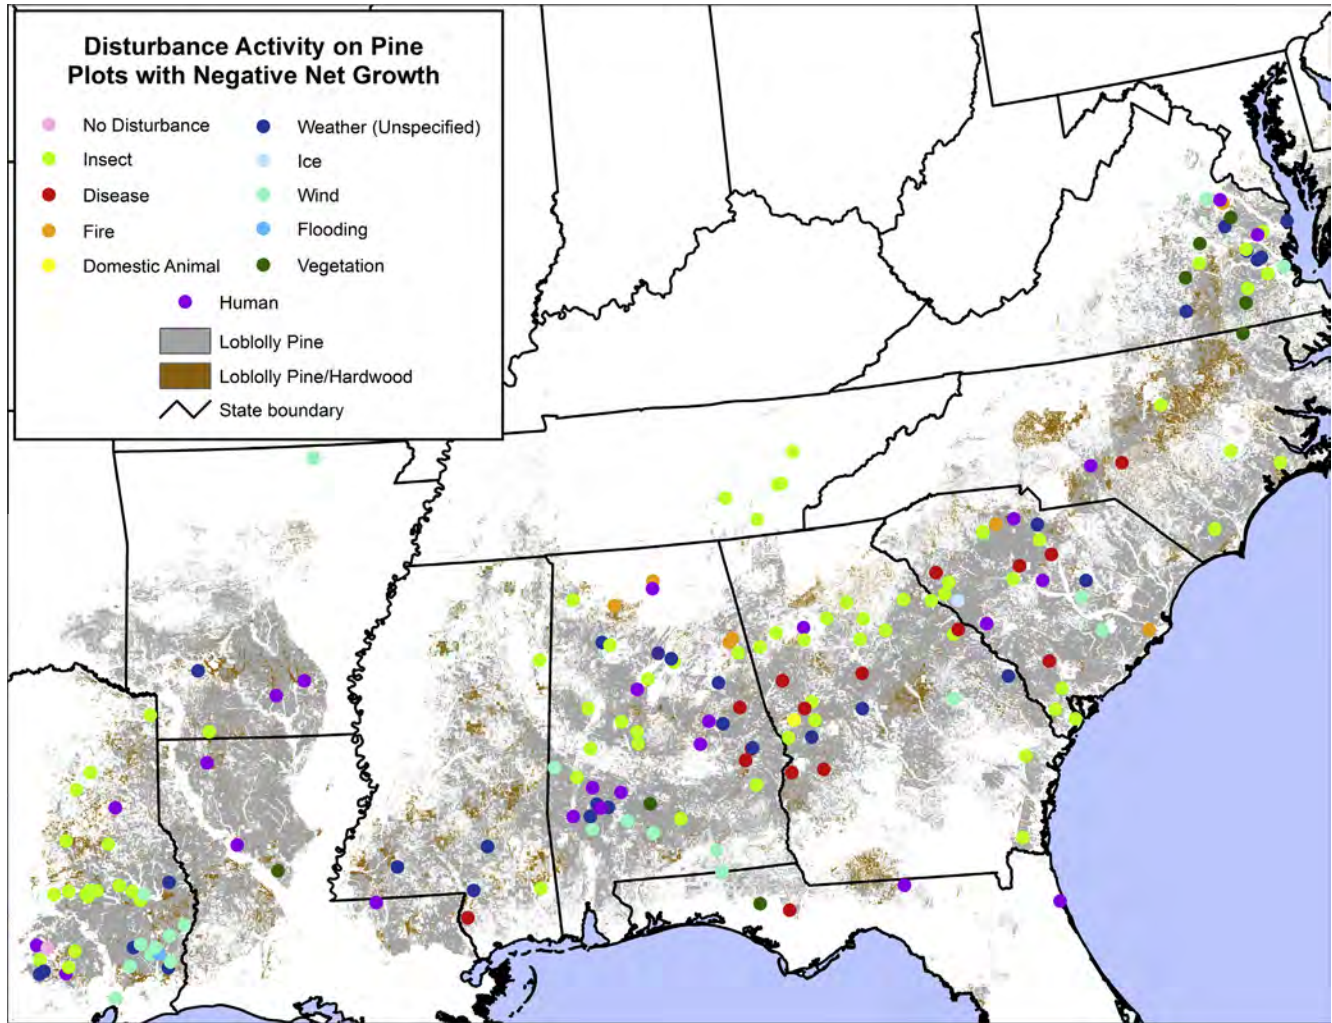 Disturbance Activity on Pine
Plots with Negative Net Growth
No Disturbance
Weather (Unspecified)
Insect
Ice
Disease
Wind
Fire
Flooding
Domestic Animal
Vegetation
Human
Loblolly Pine
Loblolly Pine/Hardwood
State boundary